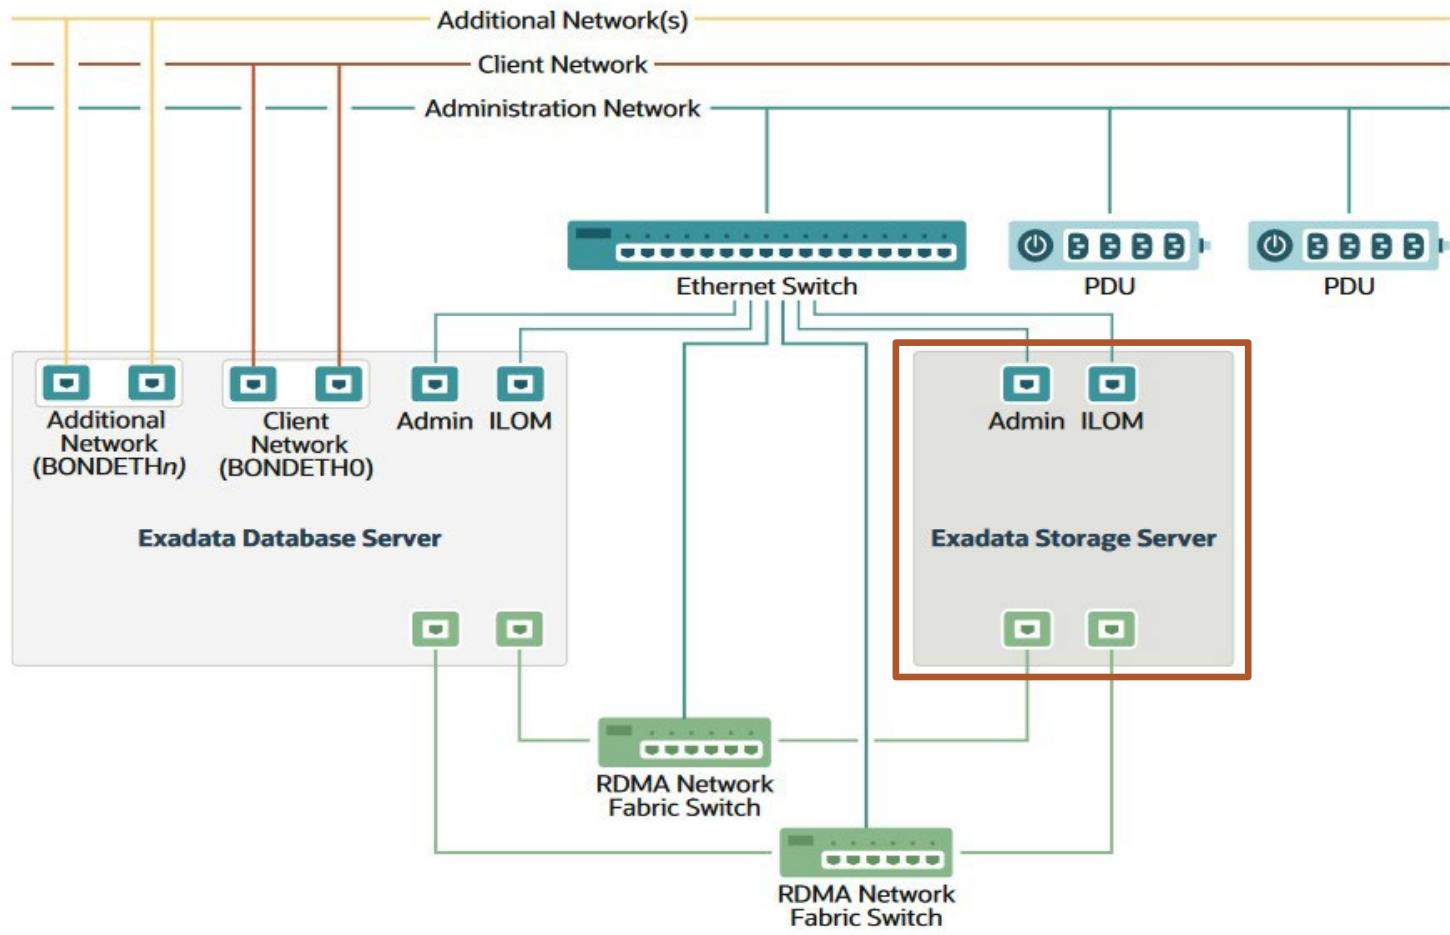 Additional Network(s)
Client Network
Administration Network
Ethernet Switch
PDU
PDU
Additional
Network
(BONDETHn)
Client
Network
(BONDETH0)
Admin
ILOM
Admin
ILOM
Exadata Database Server
Exadata Storage Server
RDMA Network
Fabric Switch
RDMA Network
Fabric Switch